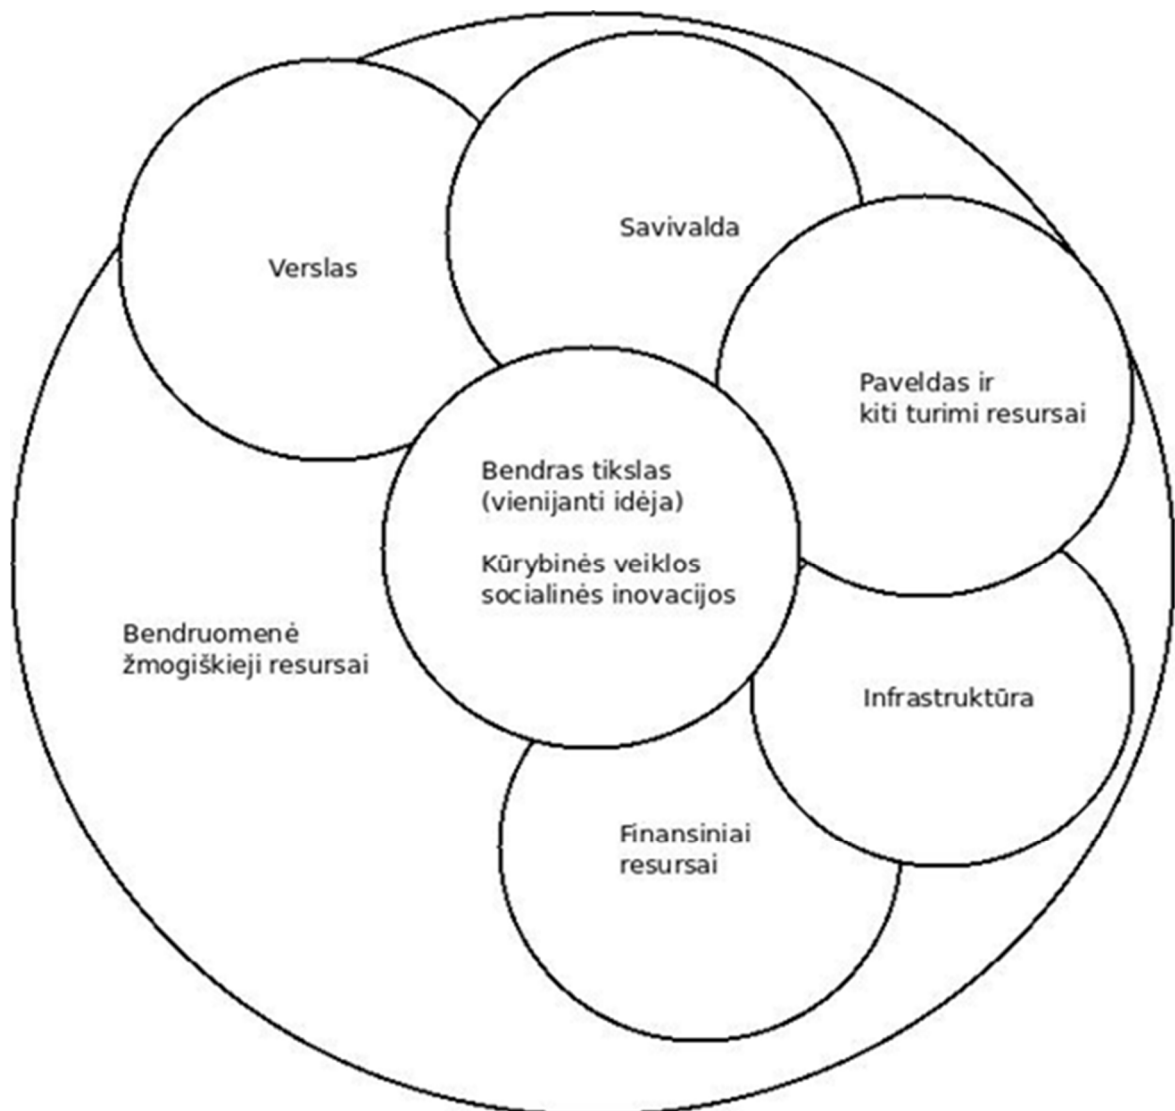 Savivalda
Verslas
Paveldas ir
kiti turimi resursai
Bendras tikslas
(vienijanti idėja)
Kūrybinės veiklos
socialinės inovacijos
Bendruomenė
žmogiškieji resursai
Infrastruktūra
Finansiniai
resursai